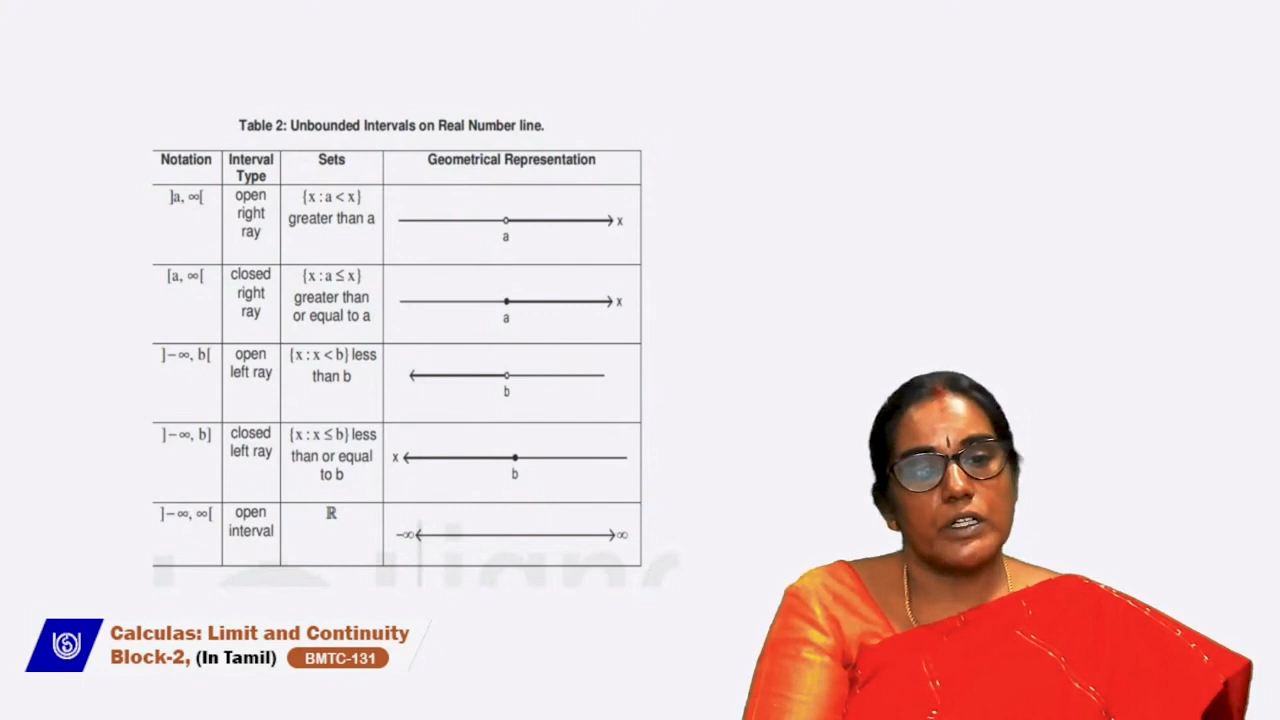 Table 2: Unbounded Intervals on Real Number line.
Notation Interval Type Sets Geometrical Representation
]a, ∞[ open right ray {x : a < x} greater than a
x
a
[a, ∞[ closed right ray {x : a ≤ x} greater than or equal to a
x
a
]−∞, b[ open left ray {x : x < b} less than b
b
]−∞, b] closed left ray {x : x ≤ b} less than or equal to b
x
b
]−∞, ∞[ open interval ℝ
−∞ ∞
Calculas: Limit and Continuity
Block-2, (In Tamil) BMTC-131